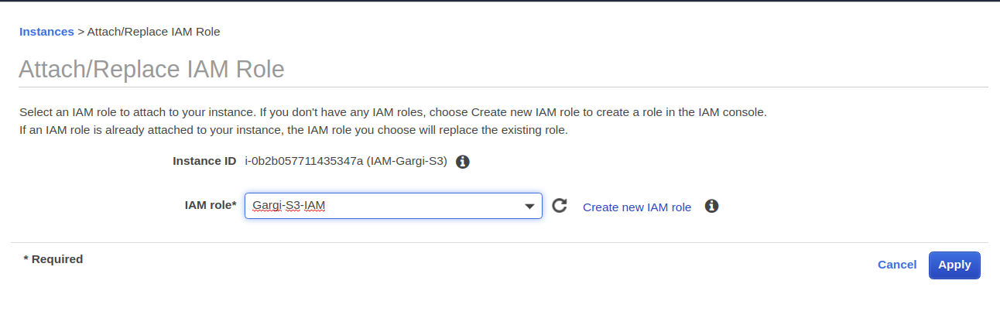 Instances > Attach/Replace IAM Role
Attach/Replace IAM Role
Select an IAM role to attach to your instance. If you don't have any IAM roles, choose Create new IAM role to create a role in the IAM console.
If an IAM role is already attached to your instance, the IAM role you choose will replace the existing role.
Instance ID i-0b2b057711435347a (IAM-Gargi-S3)
IAM role* Gargi-S3-IAM Create new IAM role
* Required
Cancel Apply